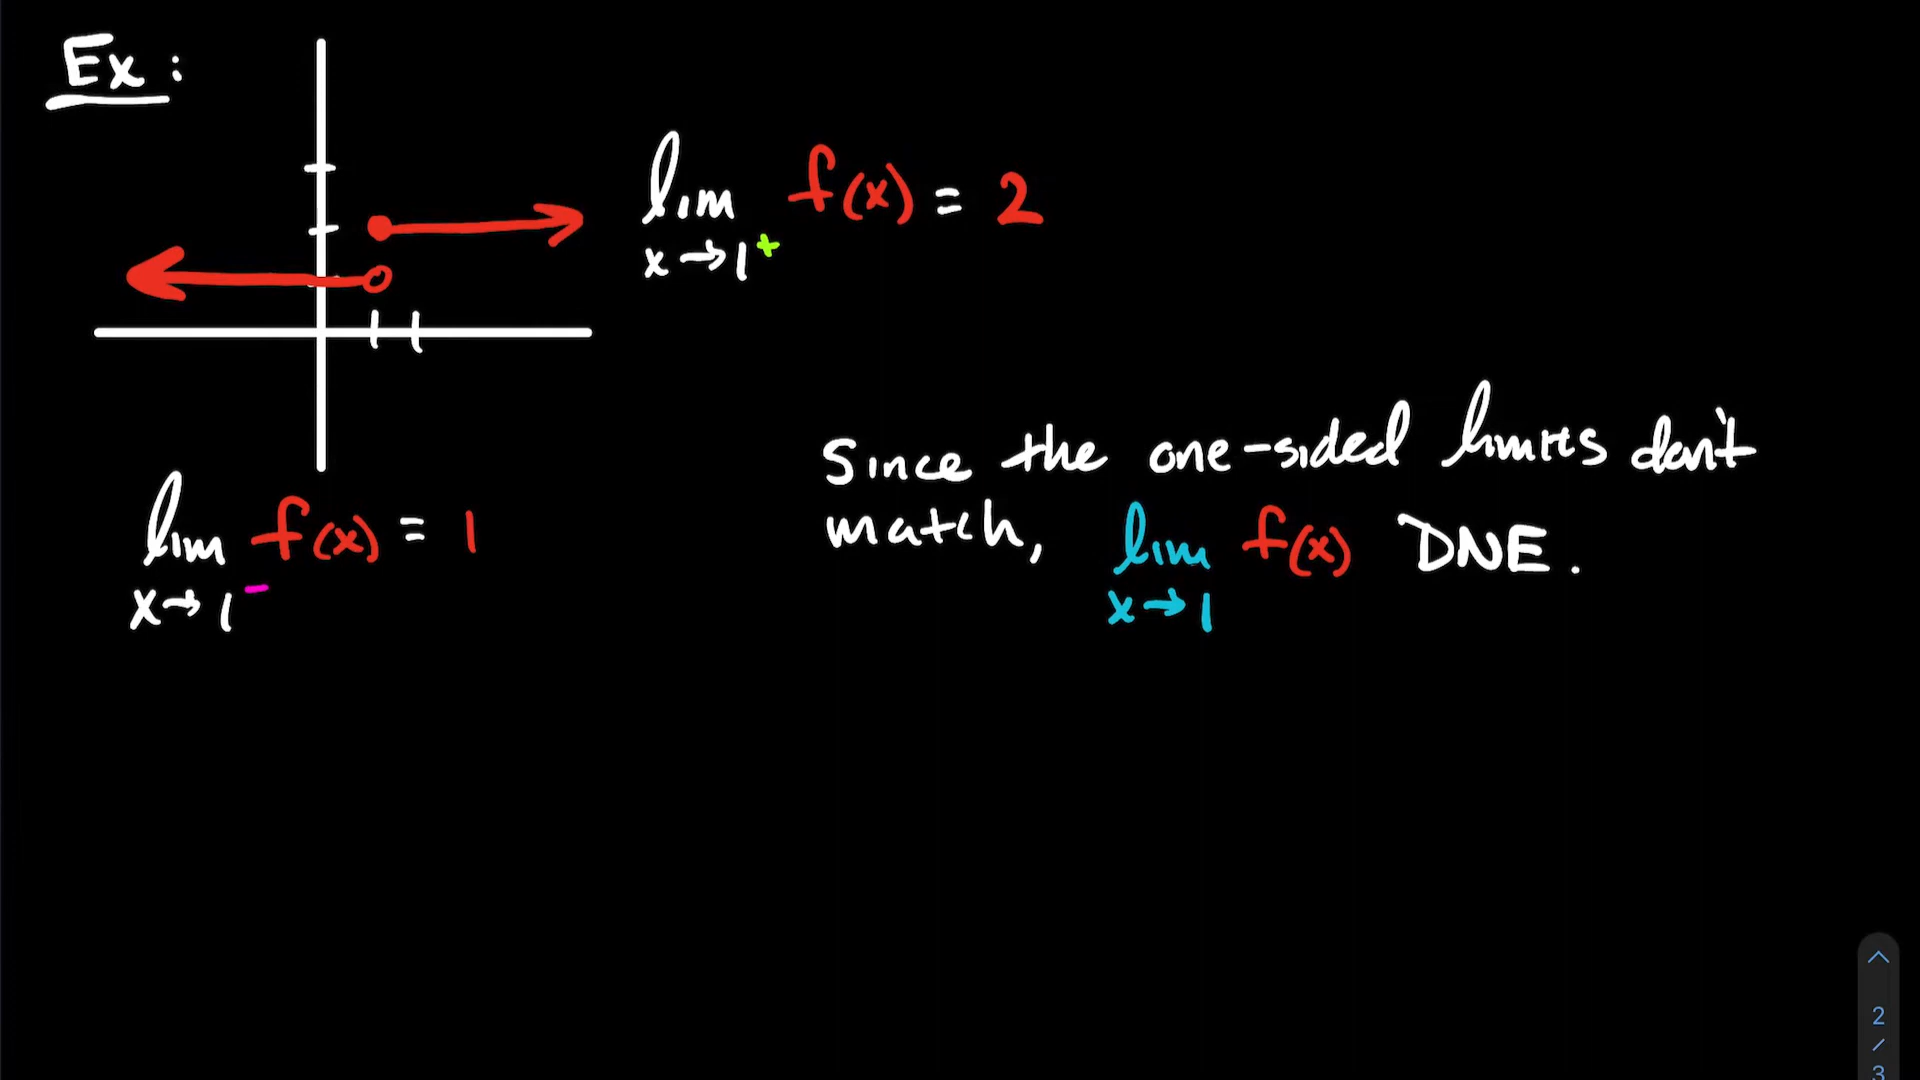 Ex:
lim f(x) = 2
x→1⁺
lim f(x) = 1
x→1⁻
Since the one-sided limits don't
match, lim f(x) DNE.
x→1
2
/
3